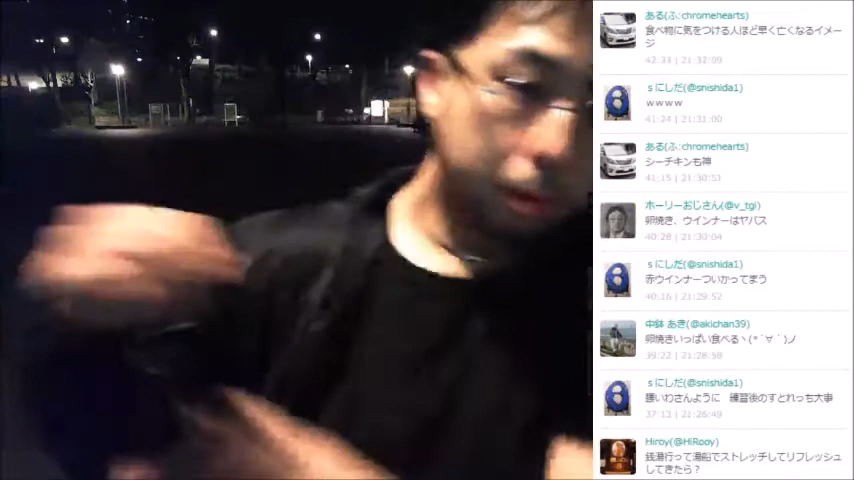 ある(ふ:chromehearts)
食べ物に気をつける人ほど早く亡くなるイメー
ジ
42:33 | 21:32:09
sにしだ(@snishida1)
wwww
41:24 | 21:31:00
ある(ふ:chromehearts)
シーチキンも神
41:15 | 21:30:51
ホーリーおじさん(@v_tgi)
卵焼き、ウインナーはヤバス
40:28 | 21:30:04
sにしだ(@snishida1)
赤ウインナーついかってまう
40:16 | 21:29:52
中鉢 あき(@akichan39)
卵焼きいっぱい食べるヽ(*´∀｀)ノ
39:22 | 21:28:58
sにしだ(@snishida1)
嫌いわさんように 練習後のすとれっち大事
37:13 | 21:26:49
Hiroy(@HiRooy)
銭湯行って湯船でストレッチしてリフレッシュ
してきたら？